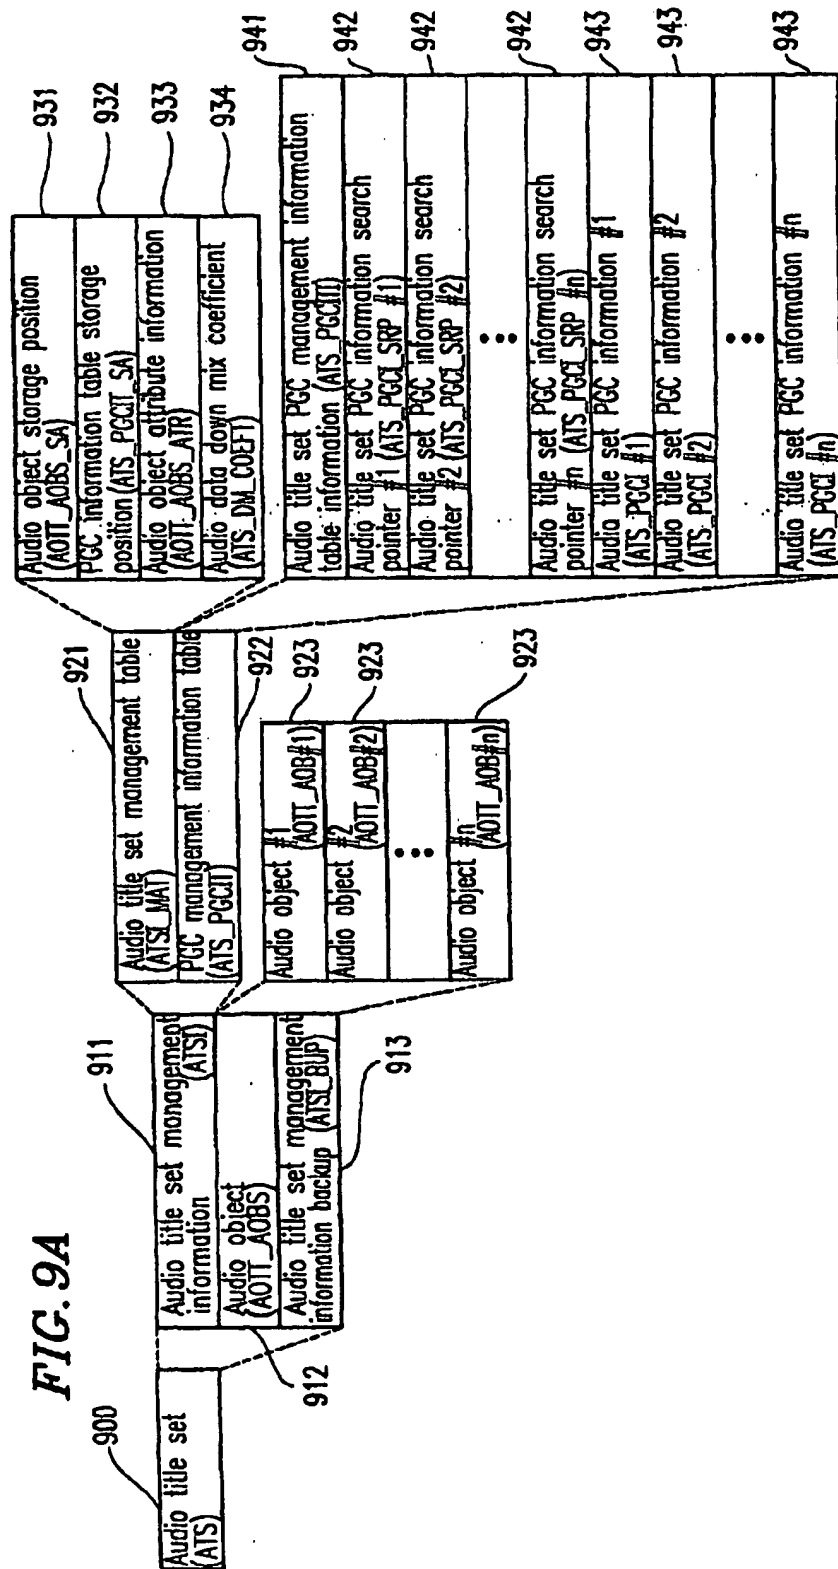 FIG. 9A
900
Audio title set
(ATS)
911
Audio title set management
information (ATSI)
Audio object
(AOTT_AOBS)
Audio title set management
information backup (ATSI_BUP)
912
913
921
Audio title set management table
(ATSI_MAT)
PGC management information table
(ATS_PGCIT)
922
Audio object #1
(AOTT_AOB#1)
923
Audio object #2
(AOTT_AOB#2)
923
•••
Audio object #n
(AOTT_AOB#n)
923
Audio object storage position
(AOTT_AOBS_SA)
931
PGC information table storage
position (ATS_PGCIT_SA)
932
Audio object attribute information
(AOTT_AOBS_ATR)
933
Audio data down mix coefficient
(ATS_DM_COEFT)
934
Audio title set PGC management information
table information (ATS_PGCITI)
941
Audio title set PGC information search
pointer #1 (ATS_PGCI_SRP #1)
942
Audio title set PGC information search
pointer #2 (ATS_PGCI_SRP #2)
942
•••
Audio title set PGC information search
pointer #n (ATS_PGCI_SRP #n)
942
Audio title set PGC information #1
(ATS_PGCI #1)
943
Audio title set PGC information #2
(ATS_PGCI #2)
943
•••
Audio title set PGC information #n
(ATS_PGCI #n)
943